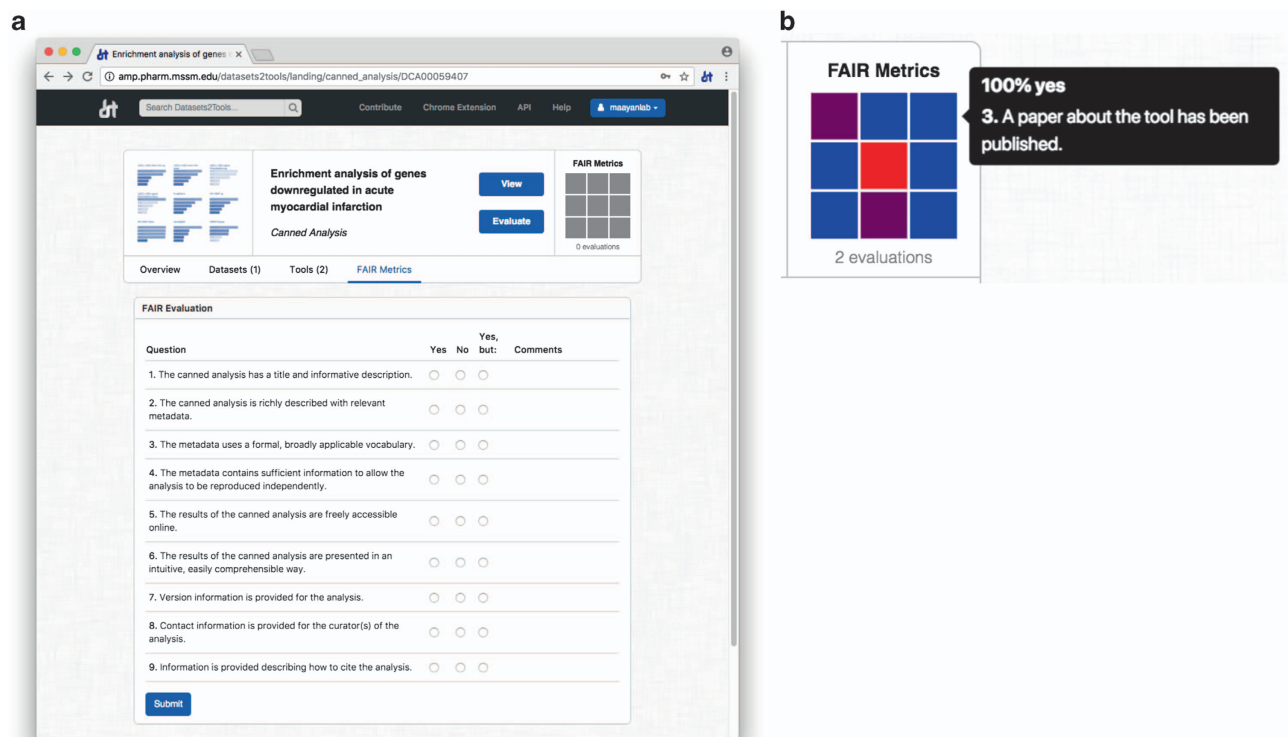 a
Enrichment analysis of genes
amp.pharm.mssm.edu/datasets2tools/landing/canned_analysis/DCA00059407
Search Datasets2Tools...
Contribute Chrome Extension API Help maayanlab
Enrichment analysis of genes
downregulated in acute
myocardial infarction
Canned Analysis
View
Evaluate
FAIR Metrics
0 evaluations
Overview Datasets (1) Tools (2) FAIR Metrics
FAIR Evaluation
Question Yes No Yes,
but: Comments
1. The canned analysis has a title and informative description.
2. The canned analysis is richly described with relevant
metadata.
3. The metadata uses a formal, broadly applicable vocabulary.
4. The metadata contains sufficient information to allow the
analysis to be reproduced independently.
5. The results of the canned analysis are freely accessible
online.
6. The results of the canned analysis are presented in an
intuitive, easily comprehensible way.
7. Version information is provided for the analysis.
8. Contact information is provided for the curator(s) of the
analysis.
9. Information is provided describing how to cite the analysis.
Submit
b
FAIR Metrics
2 evaluations
100% yes
3. A paper about the tool has been
published.